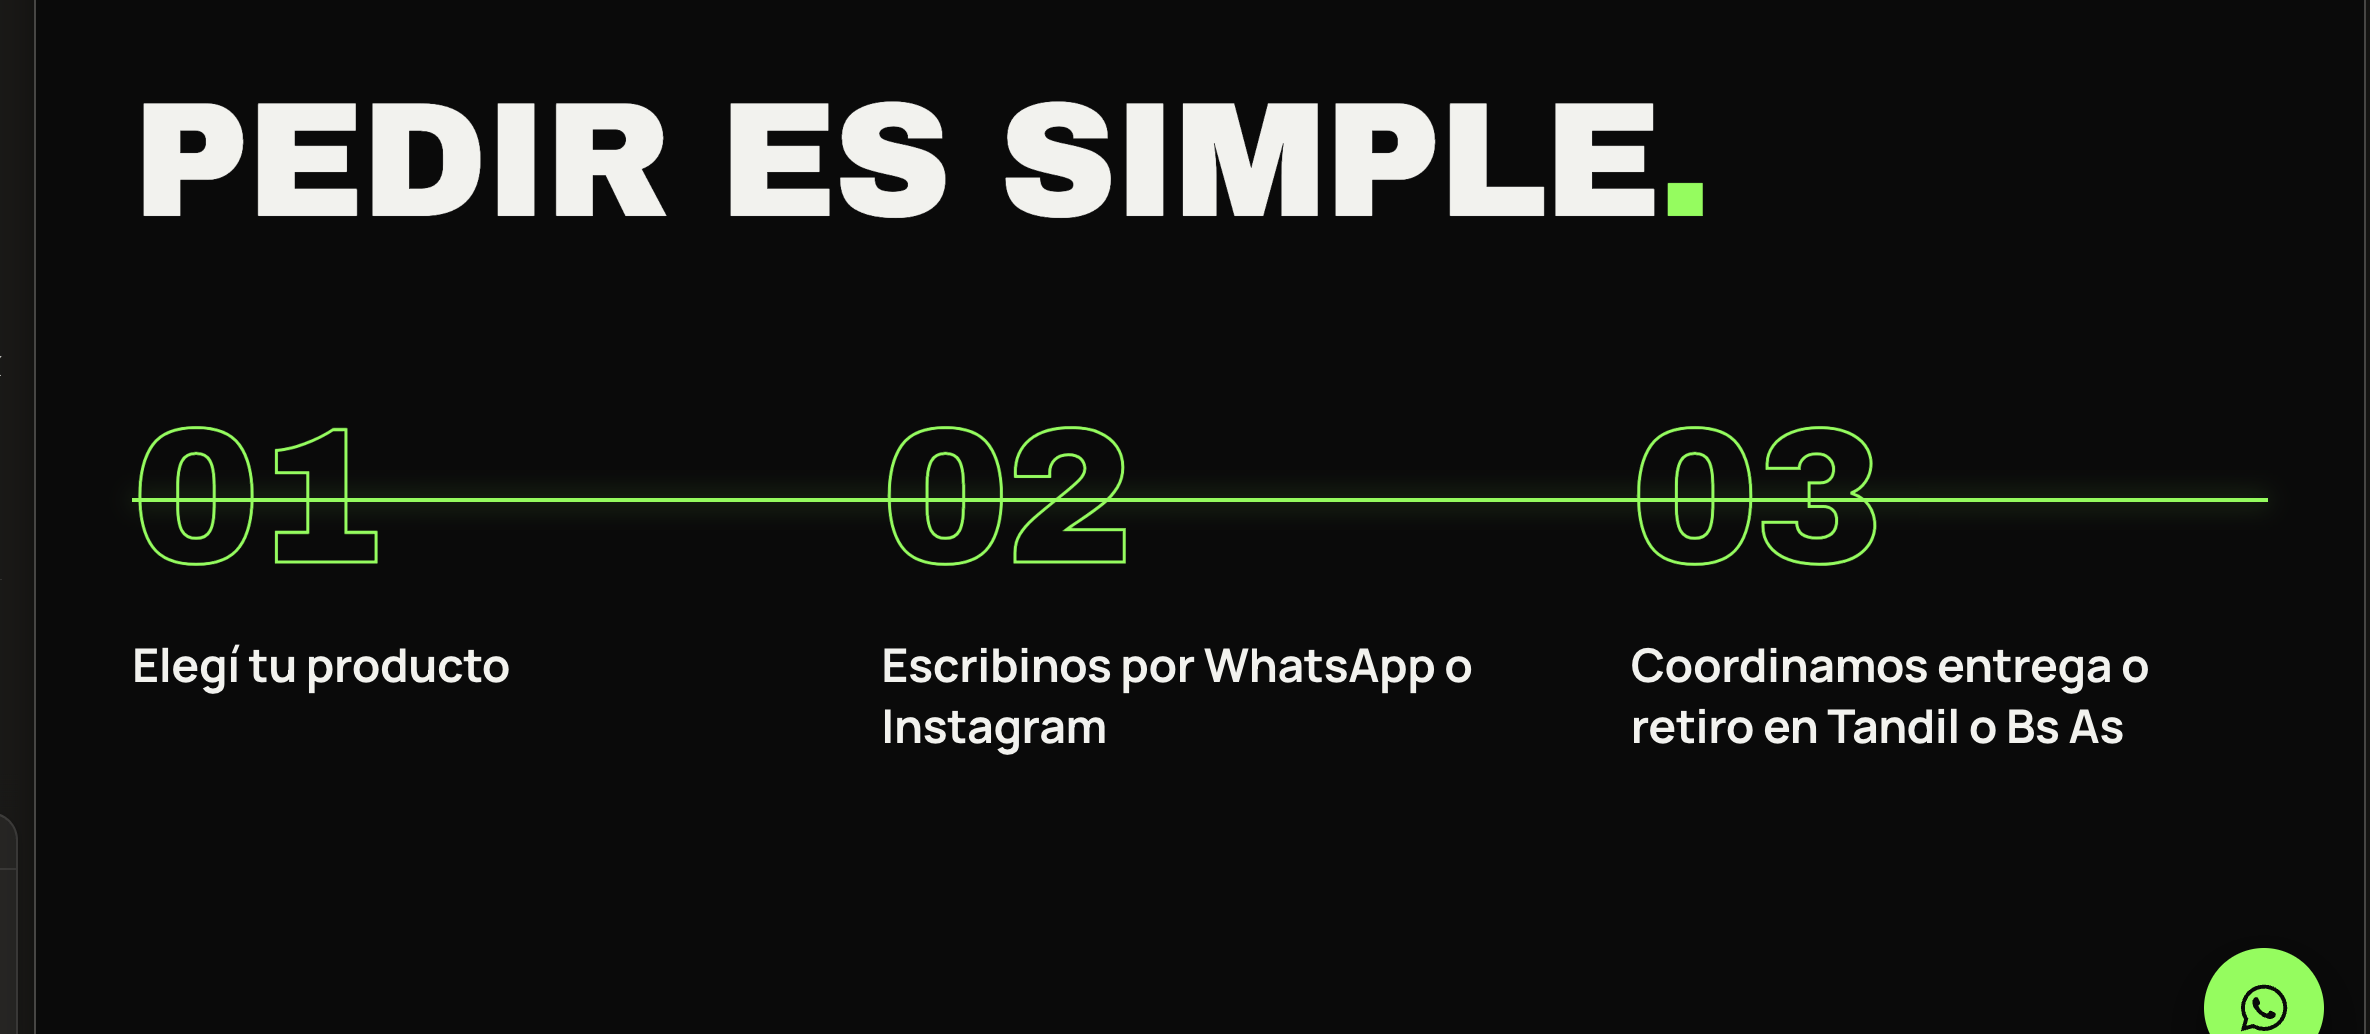 PEDIR ES SIMPLE.
01
02
03
Elegí tu producto
Escribinos por WhatsApp o
Instagram
Coordinamos entrega o
retiro en Tandil o Bs As